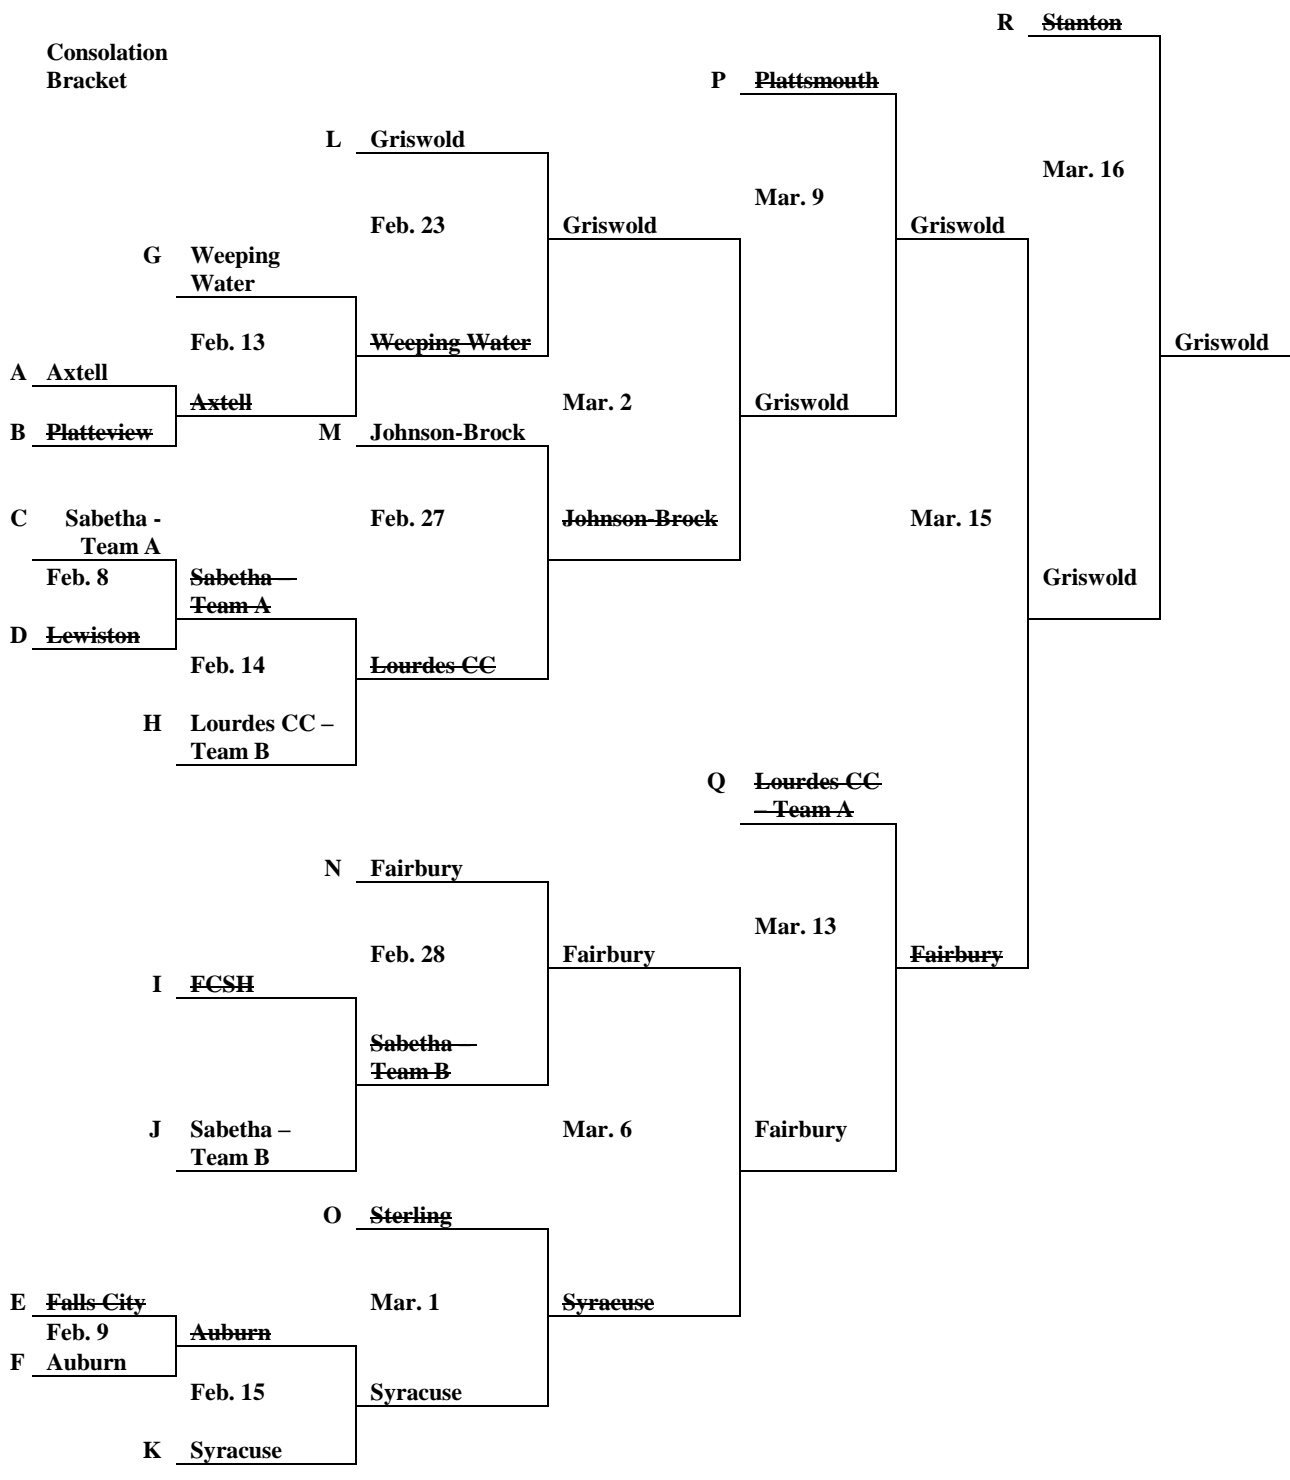 R Stanton
Consolation
Bracket
P Plattsmouth
L Griswold
Mar. 16
Mar. 9
Feb. 23 Griswold Griswold
G Weeping
Water
Feb. 13 Weeping Water Griswold
A Axtell
Axtell Mar. 2 Griswold
B Platteview M Johnson-Brock
C Sabetha - Feb. 27 Johnson-Brock Mar. 15
Team A
Feb. 8 Sabetha – Griswold
Team A
D Lewiston
Feb. 14 Lourdes CC
H Lourdes CC –
Team B
Q Lourdes CC
– Team A
N Fairbury
Mar. 13
Feb. 28 Fairbury Fairbury
I FCSH
Sabetha –
Team B
J Sabetha – Mar. 6 Fairbury
Team B
O Sterling
E Falls City Mar. 1 Syracuse
Feb. 9 Auburn
F Auburn
Feb. 15 Syracuse
K Syracuse